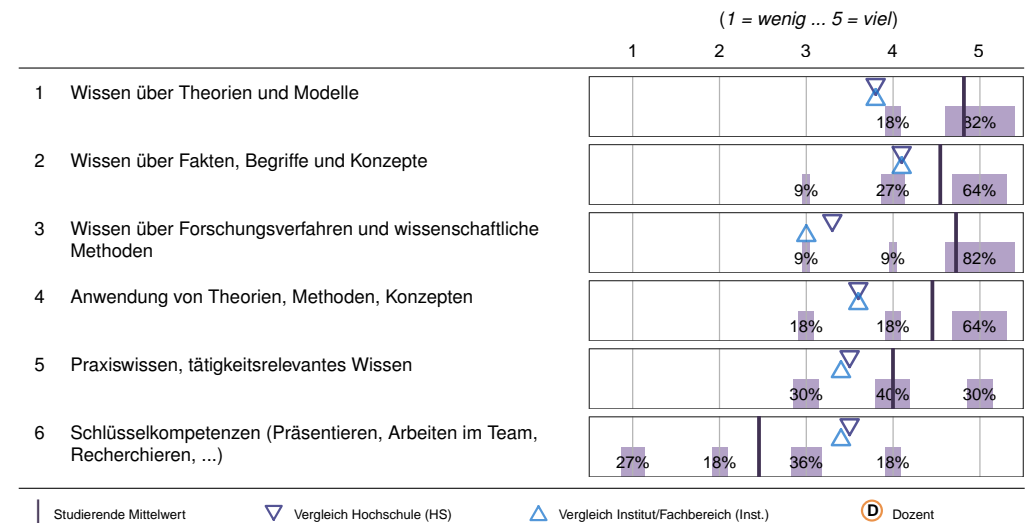 (1 = wenig ... 5 = viel)
1 2 3 4 5
1 Wissen über Theorien und Modelle
18% 82%
2 Wissen über Fakten, Begriffe und Konzepte
9% 27% 64%
3 Wissen über Forschungsverfahren und wissenschaftliche
Methoden
9% 9% 82%
4 Anwendung von Theorien, Methoden, Konzepten
18% 18% 64%
5 Praxiswissen, tätigkeitsrelevantes Wissen
30% 40% 30%
6 Schlüsselkompetenzen (Präsentieren, Arbeiten im Team,
Recherchieren, ...)
27% 18% 36% 18%
Studierende Mittelwert Vergleich Hochschule (HS) Vergleich Institut/Fachbereich (Inst.) D Dozent